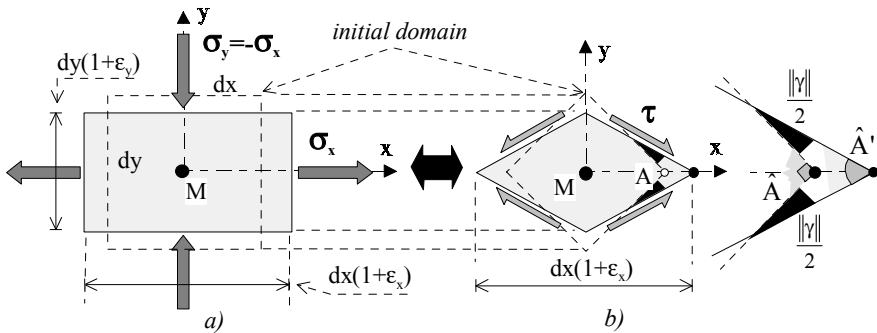 y
σy=-σx
initial domain
dy(1+εy)
dx
dy
σx
x
M
dx(1+εx)
a)
y
τ
x
M
A
dx(1+εx)
b)
||γ||
2
Â'
Â
||γ||
2